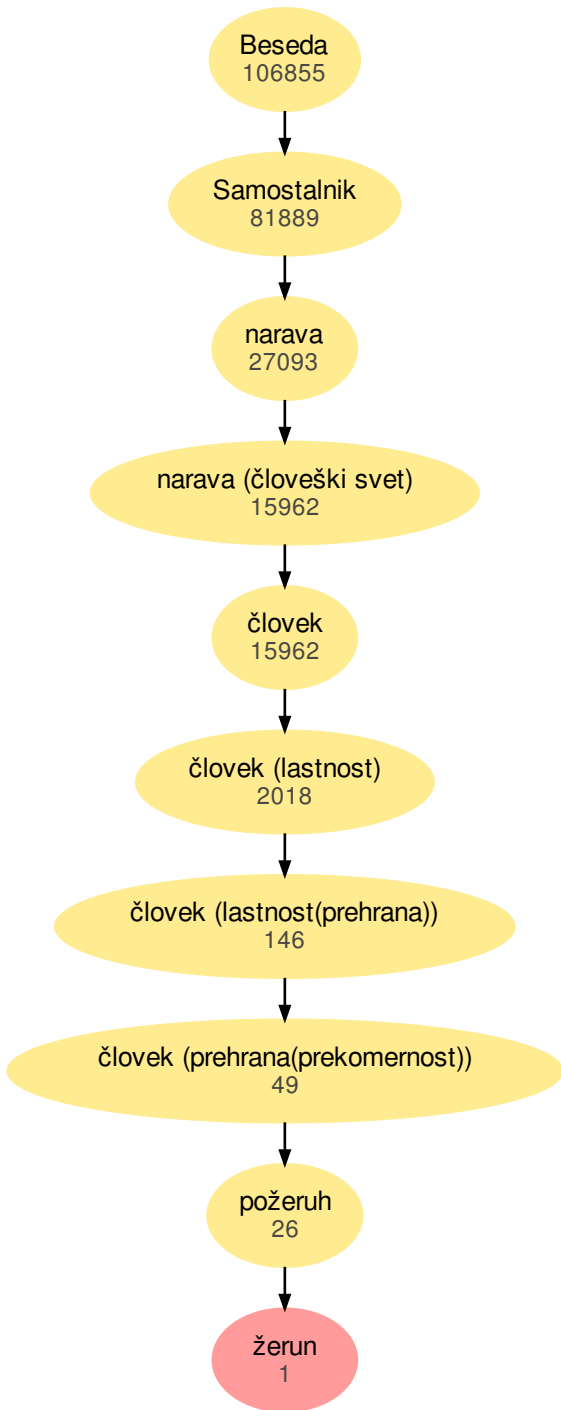 Beseda
106855
Samostalnik
81889
narava
27093
narava (človeški svet)
15962
človek
15962
človek (lastnost)
2018
človek (lastnost(prehrana))
146
človek (prehrana(prekomernost))
49
požeruh
26
žerun
1